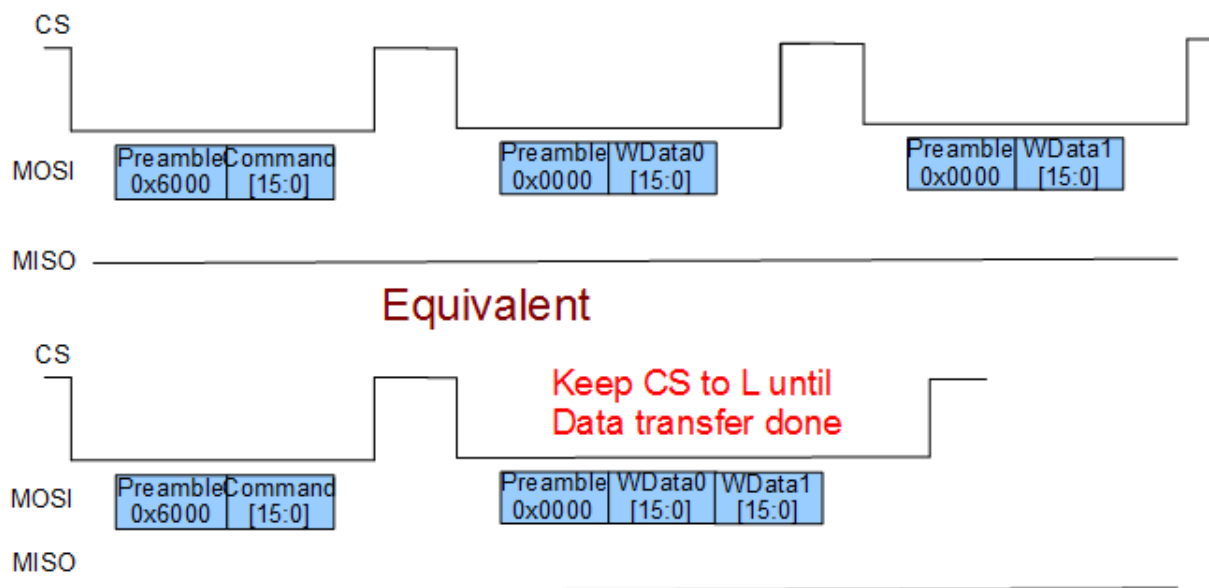 CS
MOSI
Preamble Command
0x6000 [15:0]
Preamble WData0
0x0000 [15:0]
Preamble WData1
0x0000 [15:0]
MISO
Equivalent
CS
Keep CS to L until
Data transfer done
MOSI
Preamble Command
0x6000 [15:0]
Preamble WData0 WData1
0x0000 [15:0] [15:0]
MISO